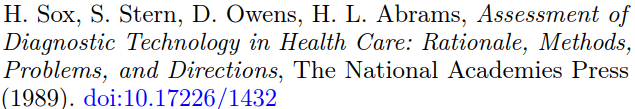 H. Sox, S. Stern, D. Owens, H. L. Abrams, Assessment of
Diagnostic Technology in Health Care: Rationale, Methods,
Problems, and Directions, The National Academies Press
(1989). doi:10.17226/1432